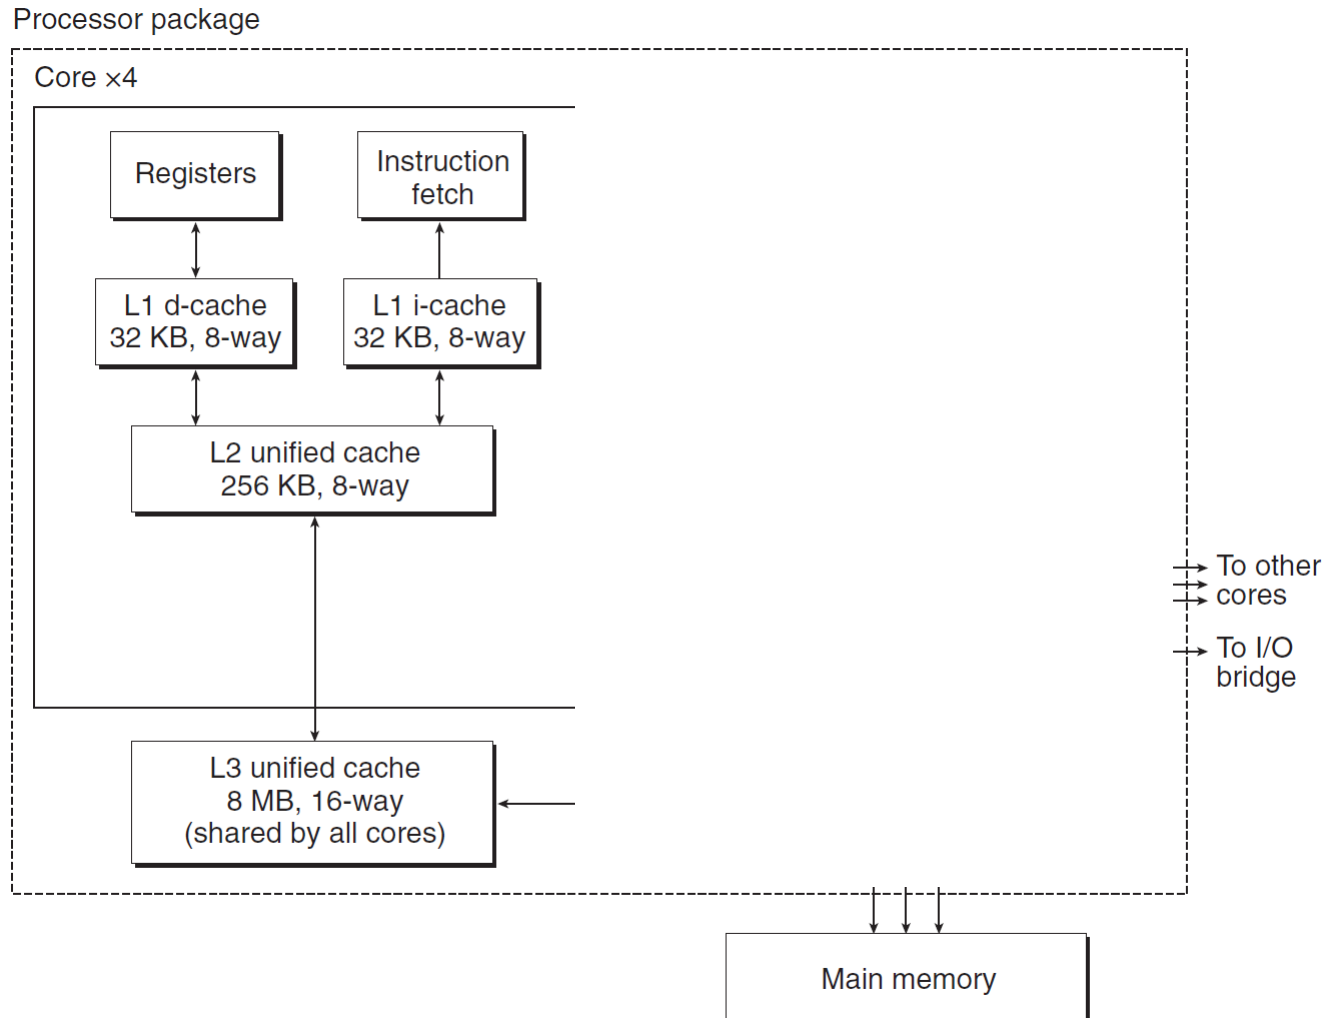 Processor package
Core ×4
Registers
Instruction
fetch
L1 d-cache
32 KB, 8-way
L1 i-cache
32 KB, 8-way
L2 unified cache
256 KB, 8-way
To other
cores
To I/O
bridge
L3 unified cache
8 MB, 16-way
(shared by all cores)
Main memory